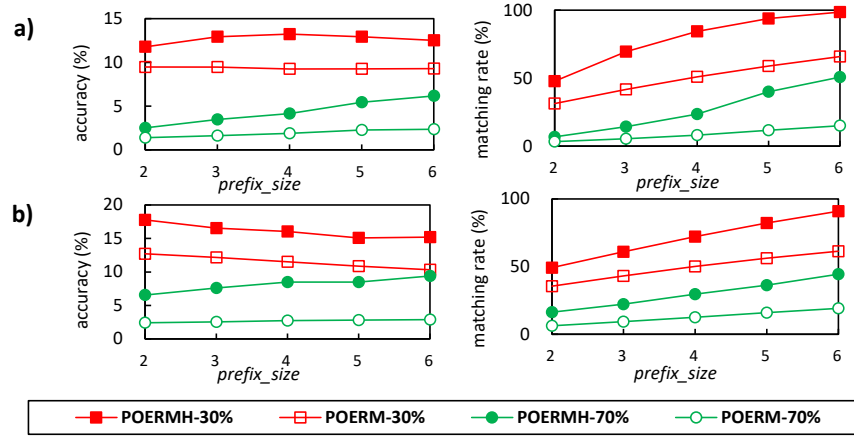 a)
accuracy (%)
15
10
5
0
2 3 4 5 6
prefix_size
matching rate (%)
100
50
0
2 3 4 5 6
prefix_size
b)
accuracy (%)
20
15
10
5
0
2 3 4 5 6
prefix_size
matching rate (%)
100
50
0
2 3 4 5 6
prefix_size
POERMH-30% POERM-30% POERMH-70% POERM-70%